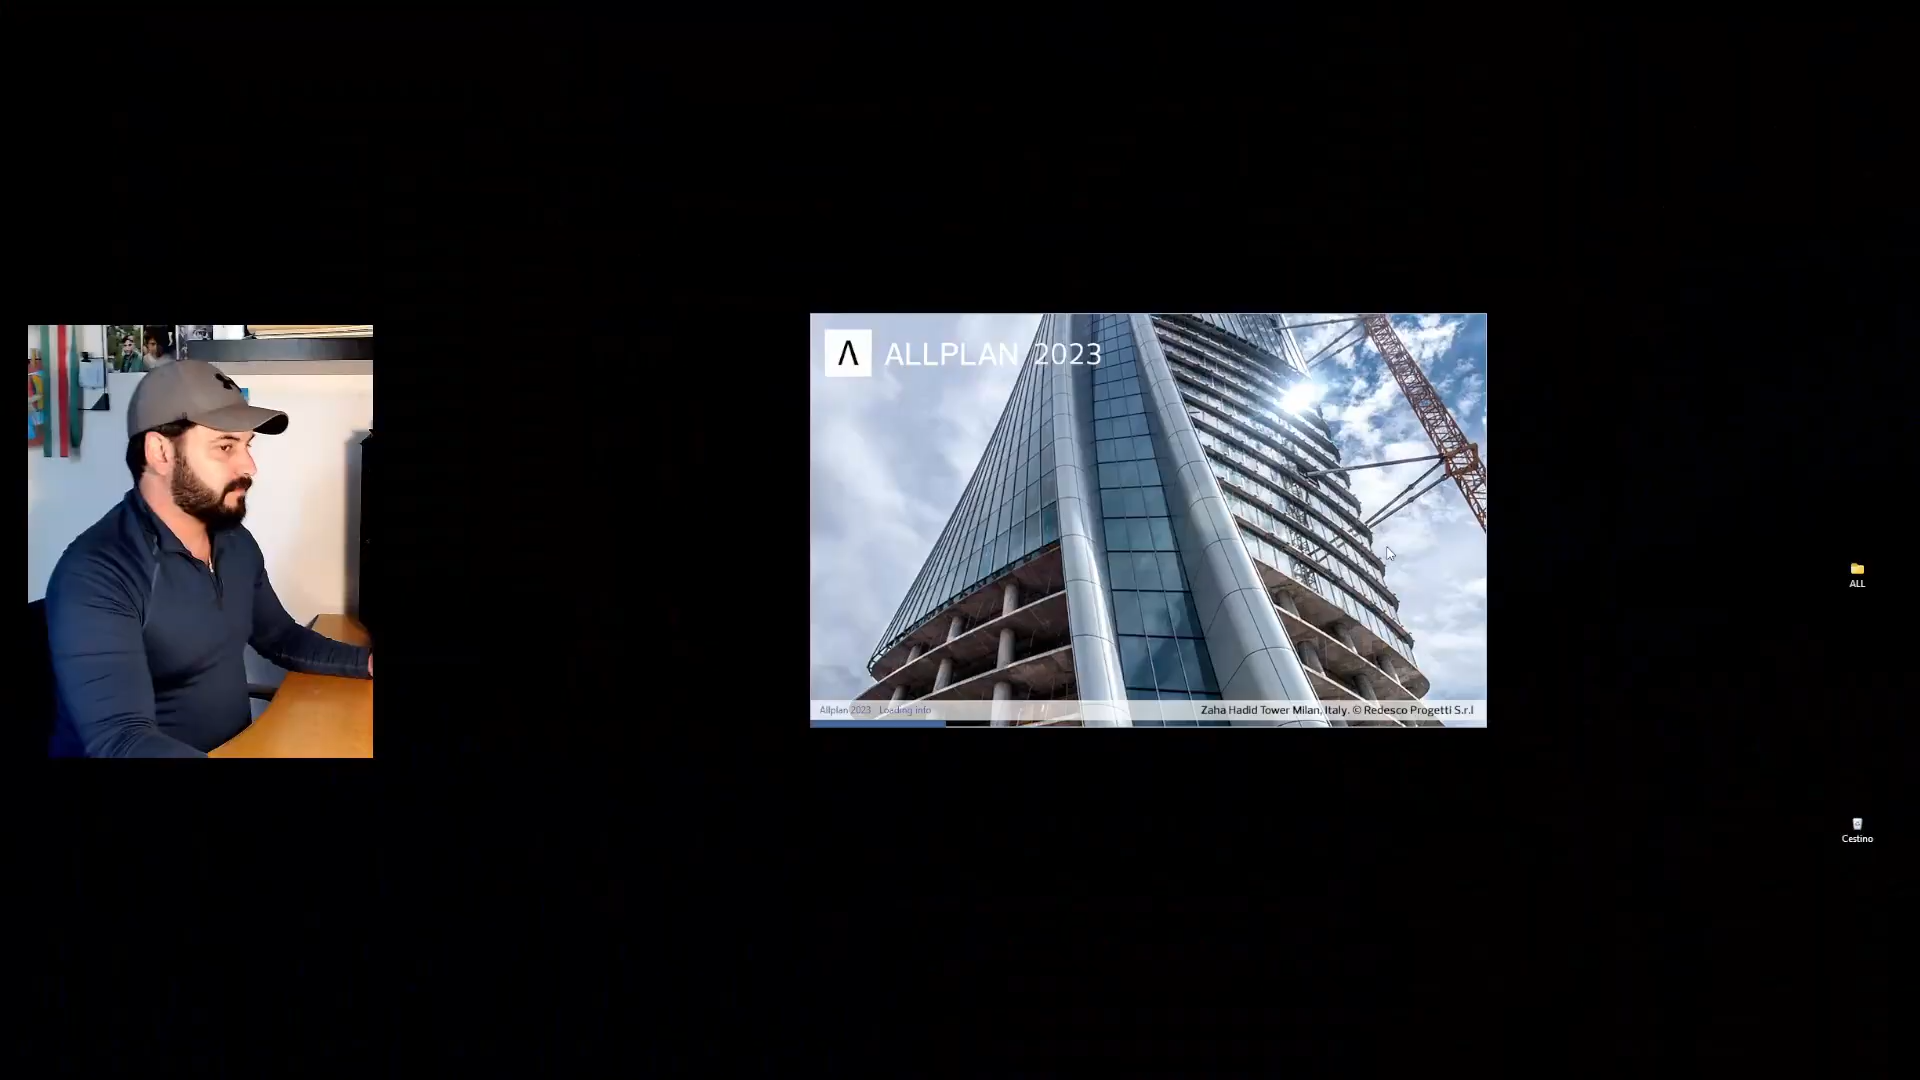 ALLPLAN 2023
Allplan 2023 Loading info
Zaha Hadid Tower Milan, Italy. © Redesco Progetti S.r.l
ALL
Cestino